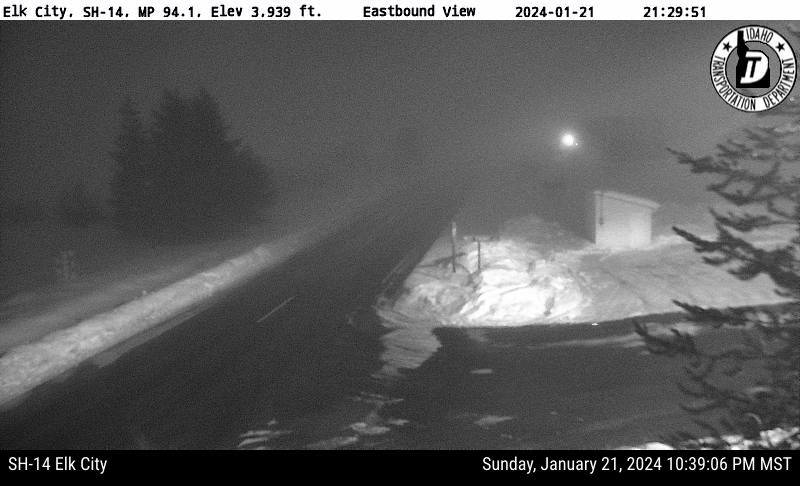 Elk City, SH-14, MP 94.1, Elev 3,939 ft. Eastbound View 2024-01-21 21:29:51
IDAHO
TRANSPORTATION DEPARTMENT
SH-14 Elk City Sunday, January 21, 2024 10:39:06 PM MST